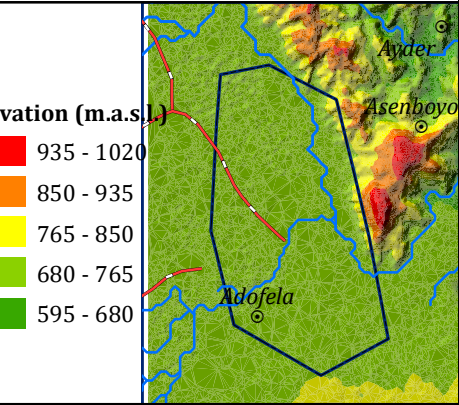 Ayder
Asenboyo
vation (m.a.s.l.)
935 - 1020
850 - 935
765 - 850
680 - 765
595 - 680
Adofela